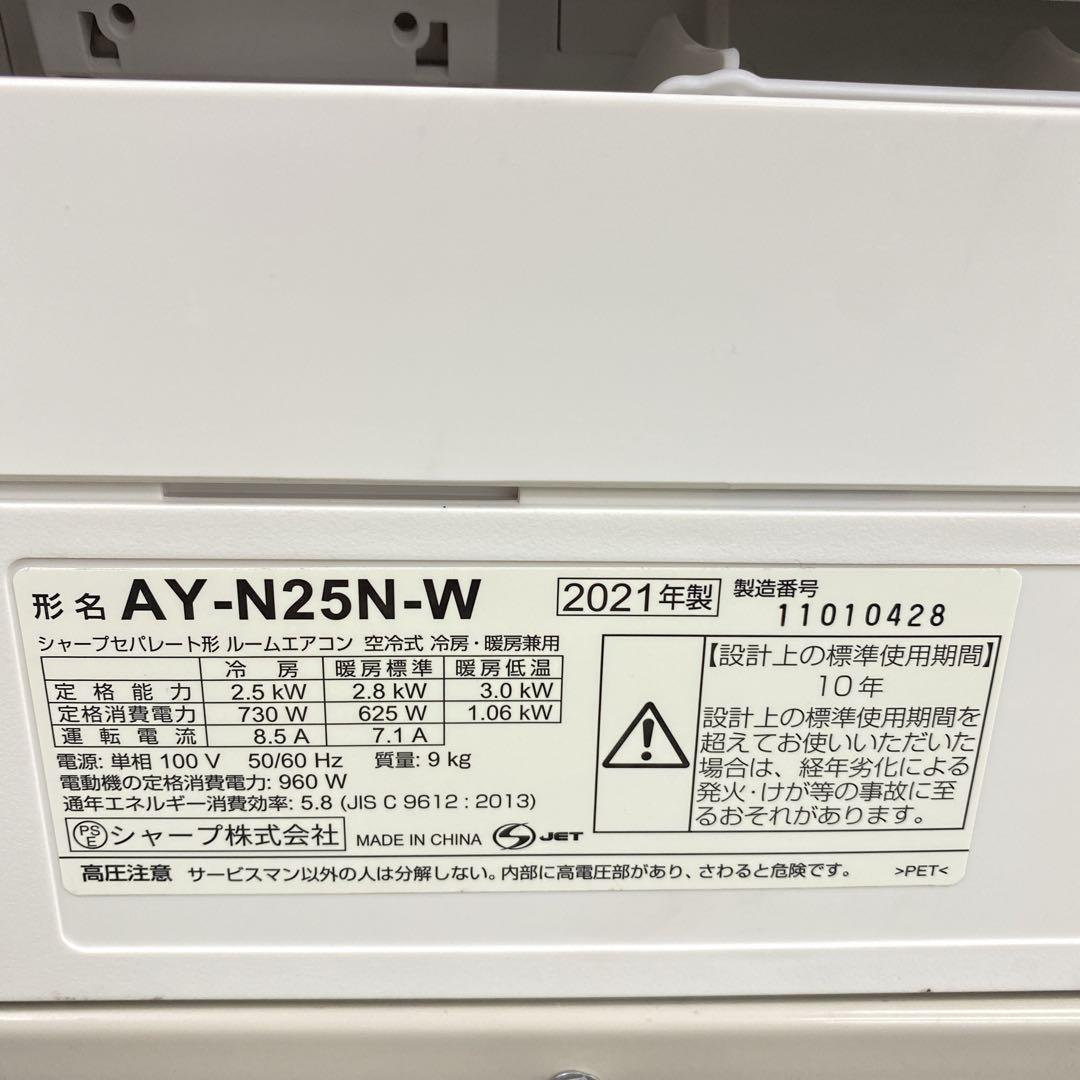 形名 AY-N25N-W 2021年製 製造番号 11010428
シャープセパレート形 ルームエアコン 空冷式 冷房・暖房兼用
冷房 暖房標準 暖房低温
定格能力 2.5 kW 2.8 kW 3.0 kW
定格消費電力 730 W 625 W 1.06 kW
運転電流 8.5 A 7.1 A
電源: 単相 100 V 50/60 Hz 質量: 9 kg
電動機の定格消費電力: 960 W
通年エネルギー消費効率: 5.8 (JIS C 9612 : 2013)
PSE シャープ株式会社 MADE IN CHINA JET
【設計上の標準使用期間】
10年
設計上の標準使用期間を
超えてお使いいただいた
場合は、経年劣化による
発火・けが等の事故に至
るおそれがあります。
高圧注意 サービスマン以外の人は分解しない。内部に高電圧部があり、さわると危険です。 >PET<